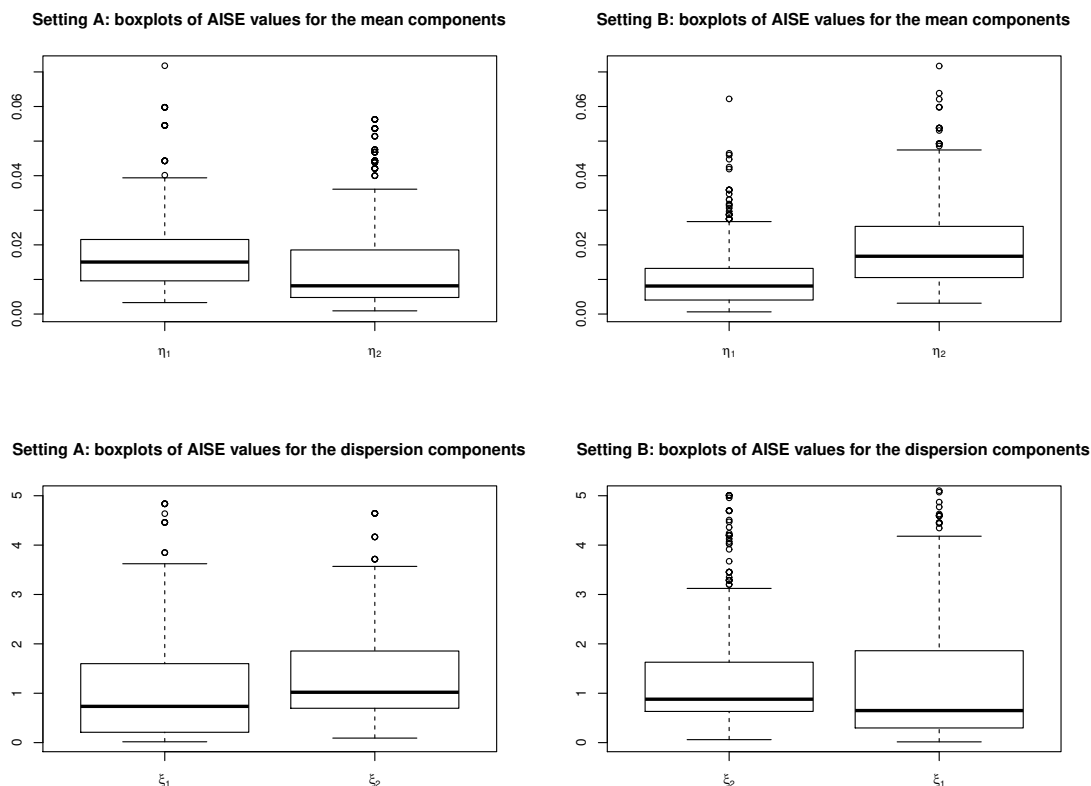 Setting A: boxplots of AISE values for the mean components
0.00 0.02 0.04 0.06
η₁ η₂
Setting B: boxplots of AISE values for the mean components
0.00 0.02 0.04 0.06
η₁ η₂
Setting A: boxplots of AISE values for the dispersion components
0 1 2 3 4 5
ξ₁ ξ₂
Setting B: boxplots of AISE values for the dispersion components
0 1 2 3 4 5
ξ₂ ξ₁